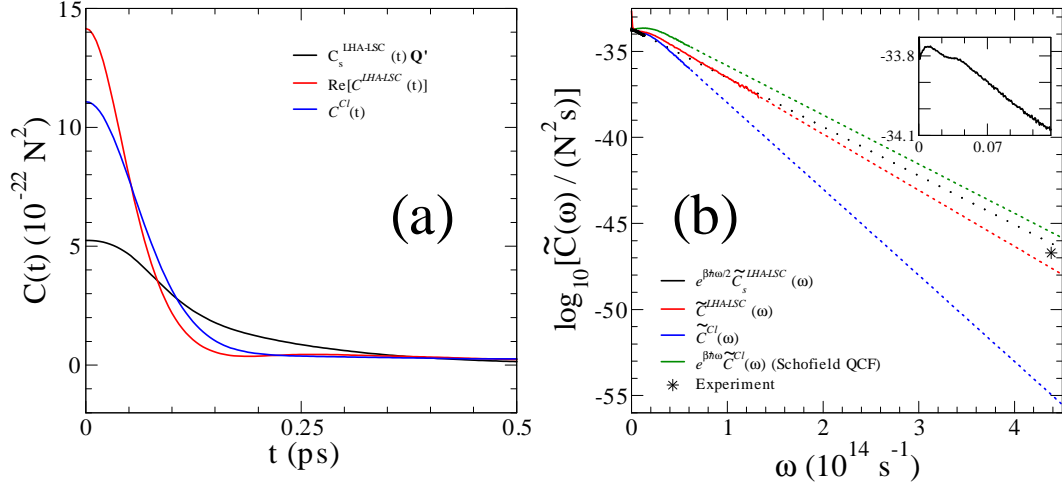 C_s^LHA-LSC (t) Q'
Re[C^LHA-LSC (t)]
C^Cl(t)
(a)
C(t) (10^-22 N^2)
15
10
5
0
0
0.25
0.5
t (ps)
log_10[C̃(ω) / (N^2 s)]
-35
-40
-45
-50
-55
(b)
-33.8
-34.1
0
0.07
e^βħω/2 C̃_s^LHA-LSC (ω)
C̃^LHA-LSC (ω)
C̃^Cl(ω)
e^βħω C̃^Cl(ω) (Schofield QCF)
Experiment
0
1
2
3
4
ω (10^14 s^-1)